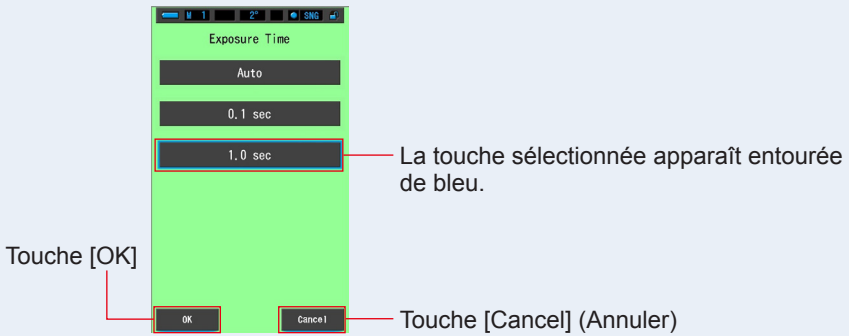 M 1 2° SNG
Exposure Time
Auto
0.1 sec
1.0 sec
La touche sélectionnée apparaît entourée
de bleu.
Touche [OK]
OK
Cancel
Touche [Cancel] (Annuler)